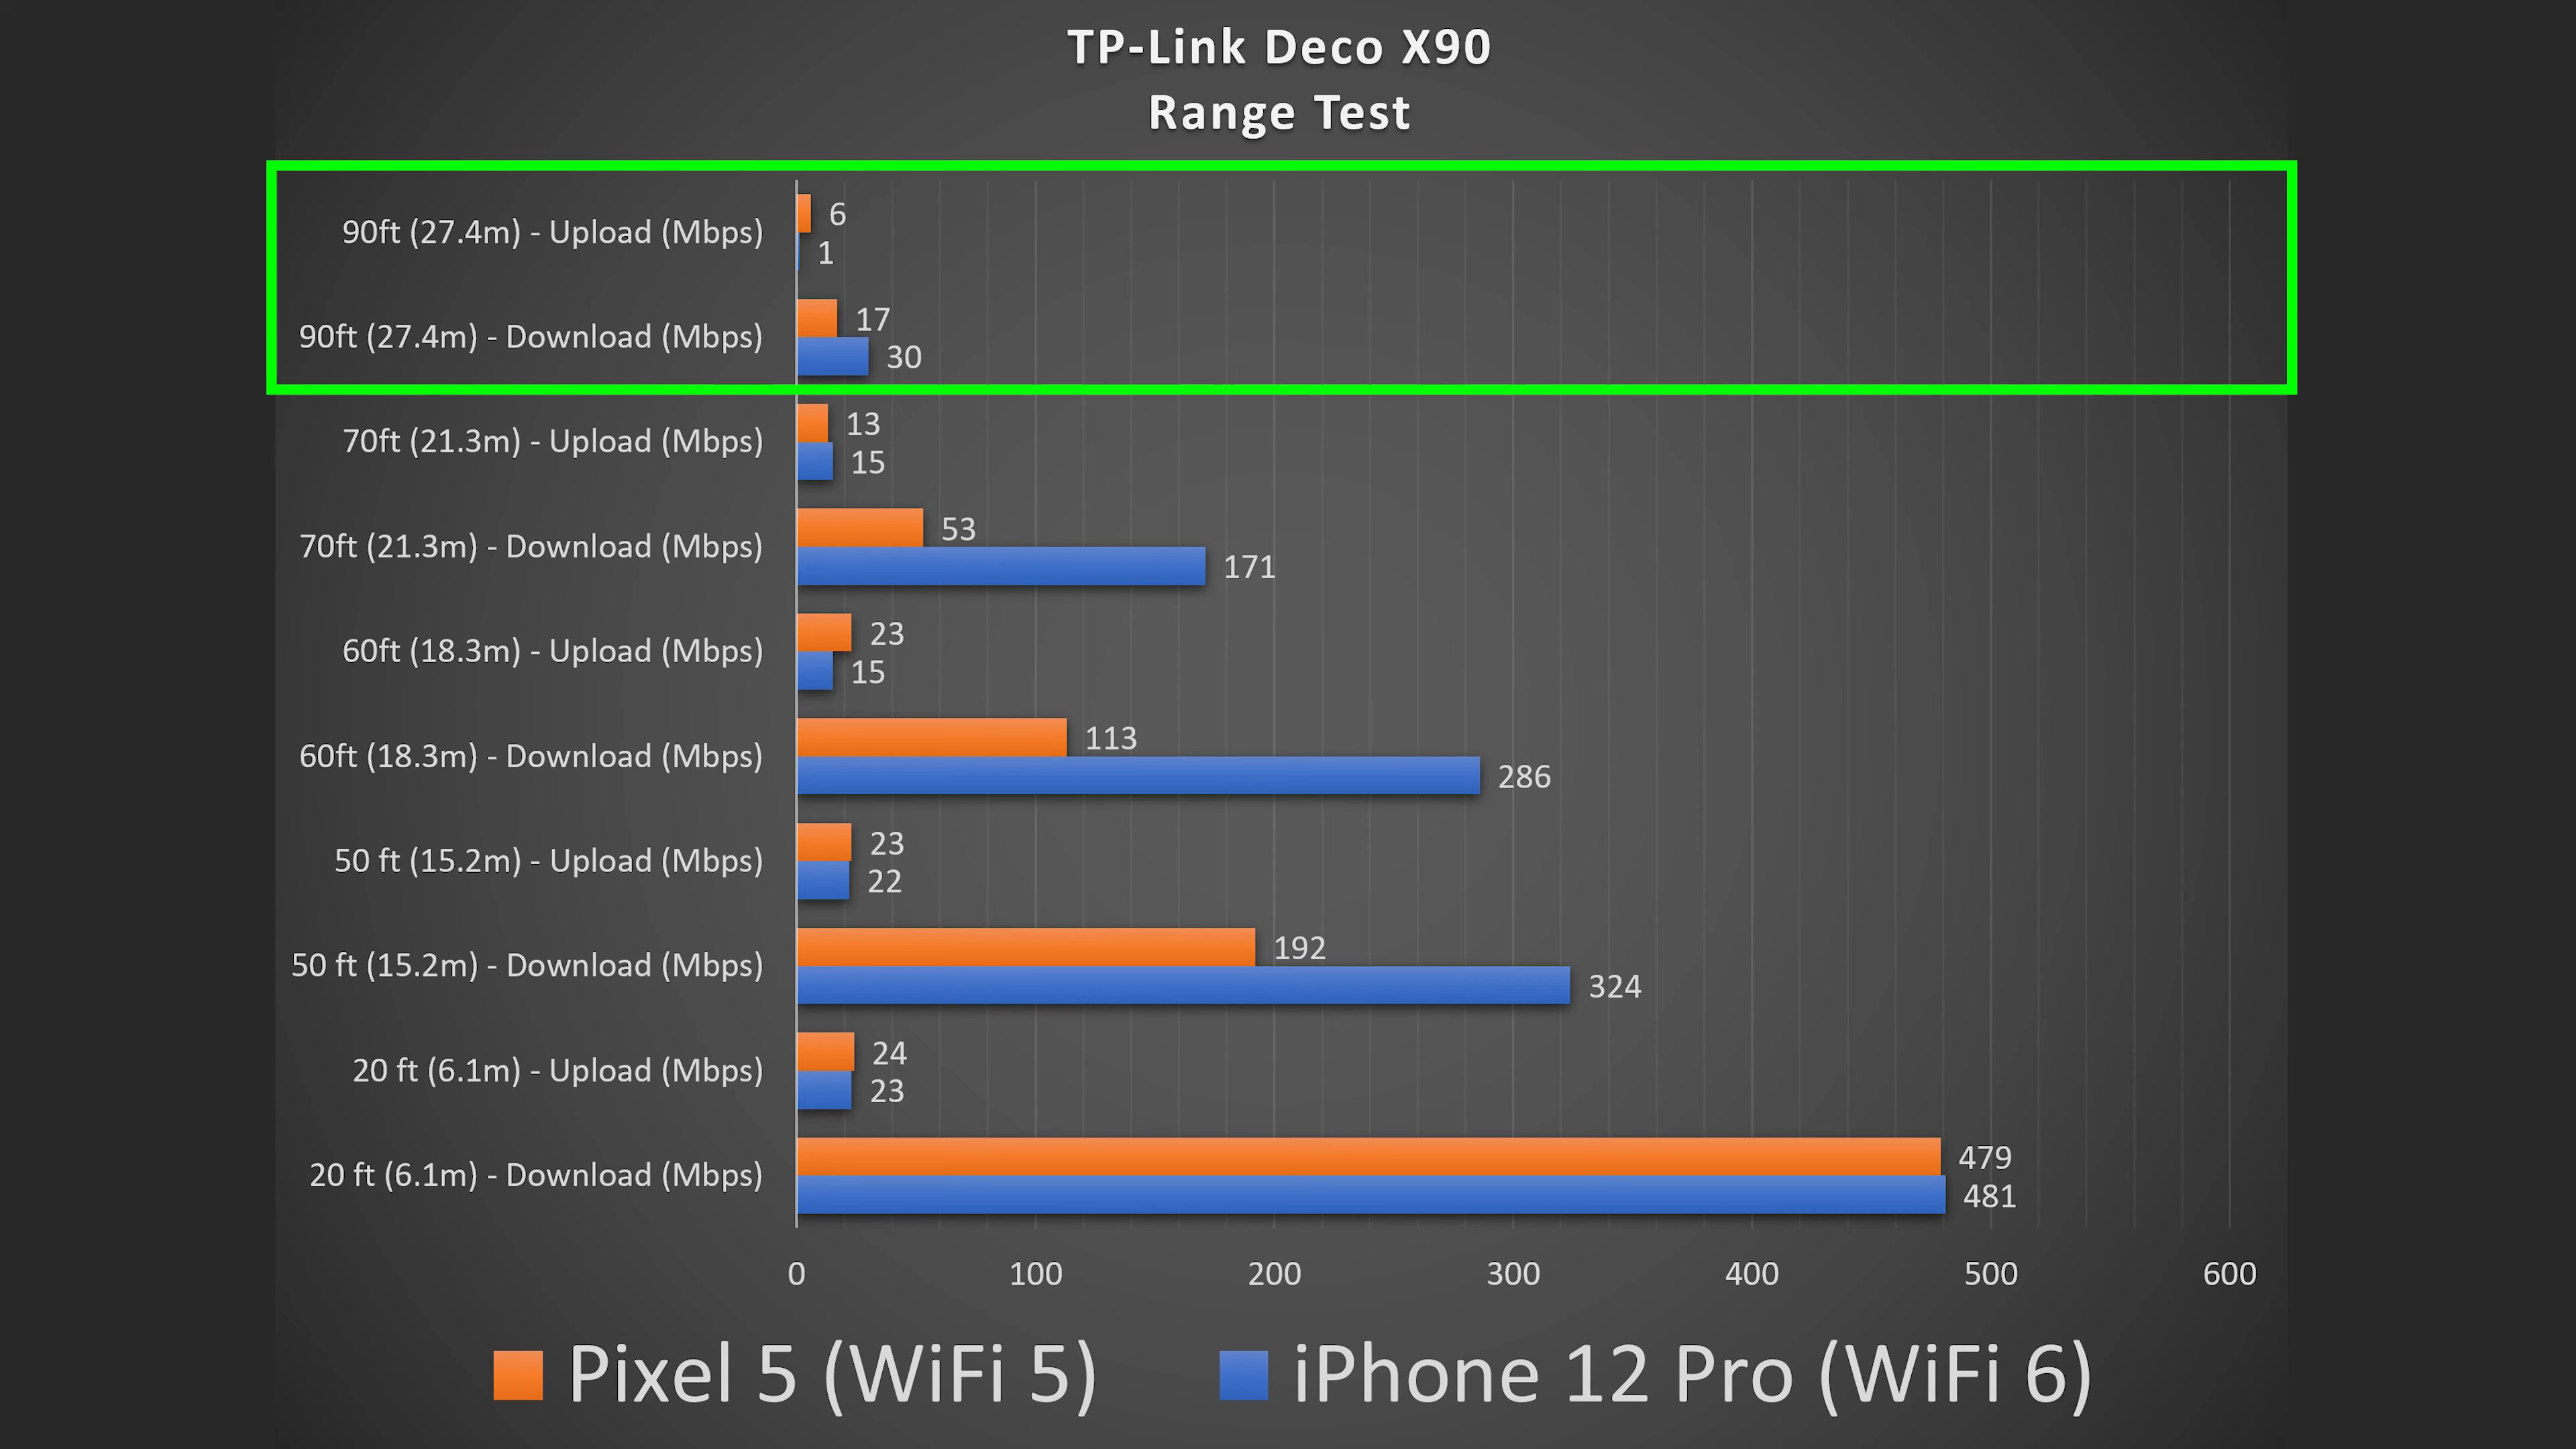 TP-Link Deco X90
Range Test
90ft (27.4m) - Upload (Mbps)
6
1
90ft (27.4m) - Download (Mbps)
17
30
70ft (21.3m) - Upload (Mbps)
13
15
70ft (21.3m) - Download (Mbps)
53
171
60ft (18.3m) - Upload (Mbps)
23
15
60ft (18.3m) - Download (Mbps)
113
286
50 ft (15.2m) - Upload (Mbps)
23
22
50 ft (15.2m) - Download (Mbps)
192
324
20 ft (6.1m) - Upload (Mbps)
24
23
20 ft (6.1m) - Download (Mbps)
479
481
0 100 200 300 400 500 600
Pixel 5 (WiFi 5) iPhone 12 Pro (WiFi 6)